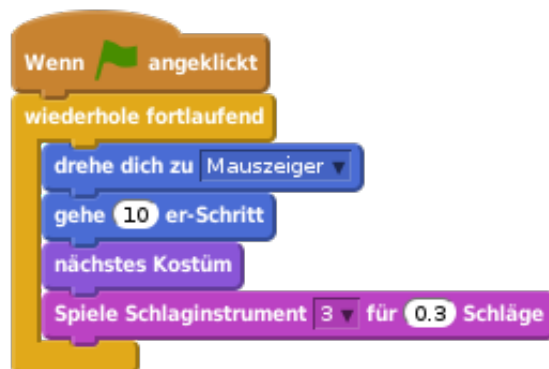 Wenn angeklickt
wiederhole fortlaufend
drehe dich zu Mauszeiger
gehe 10 er-Schritt
nächstes Kostüm
Spiele Schlaginstrument 3 für 0.3 Schläge